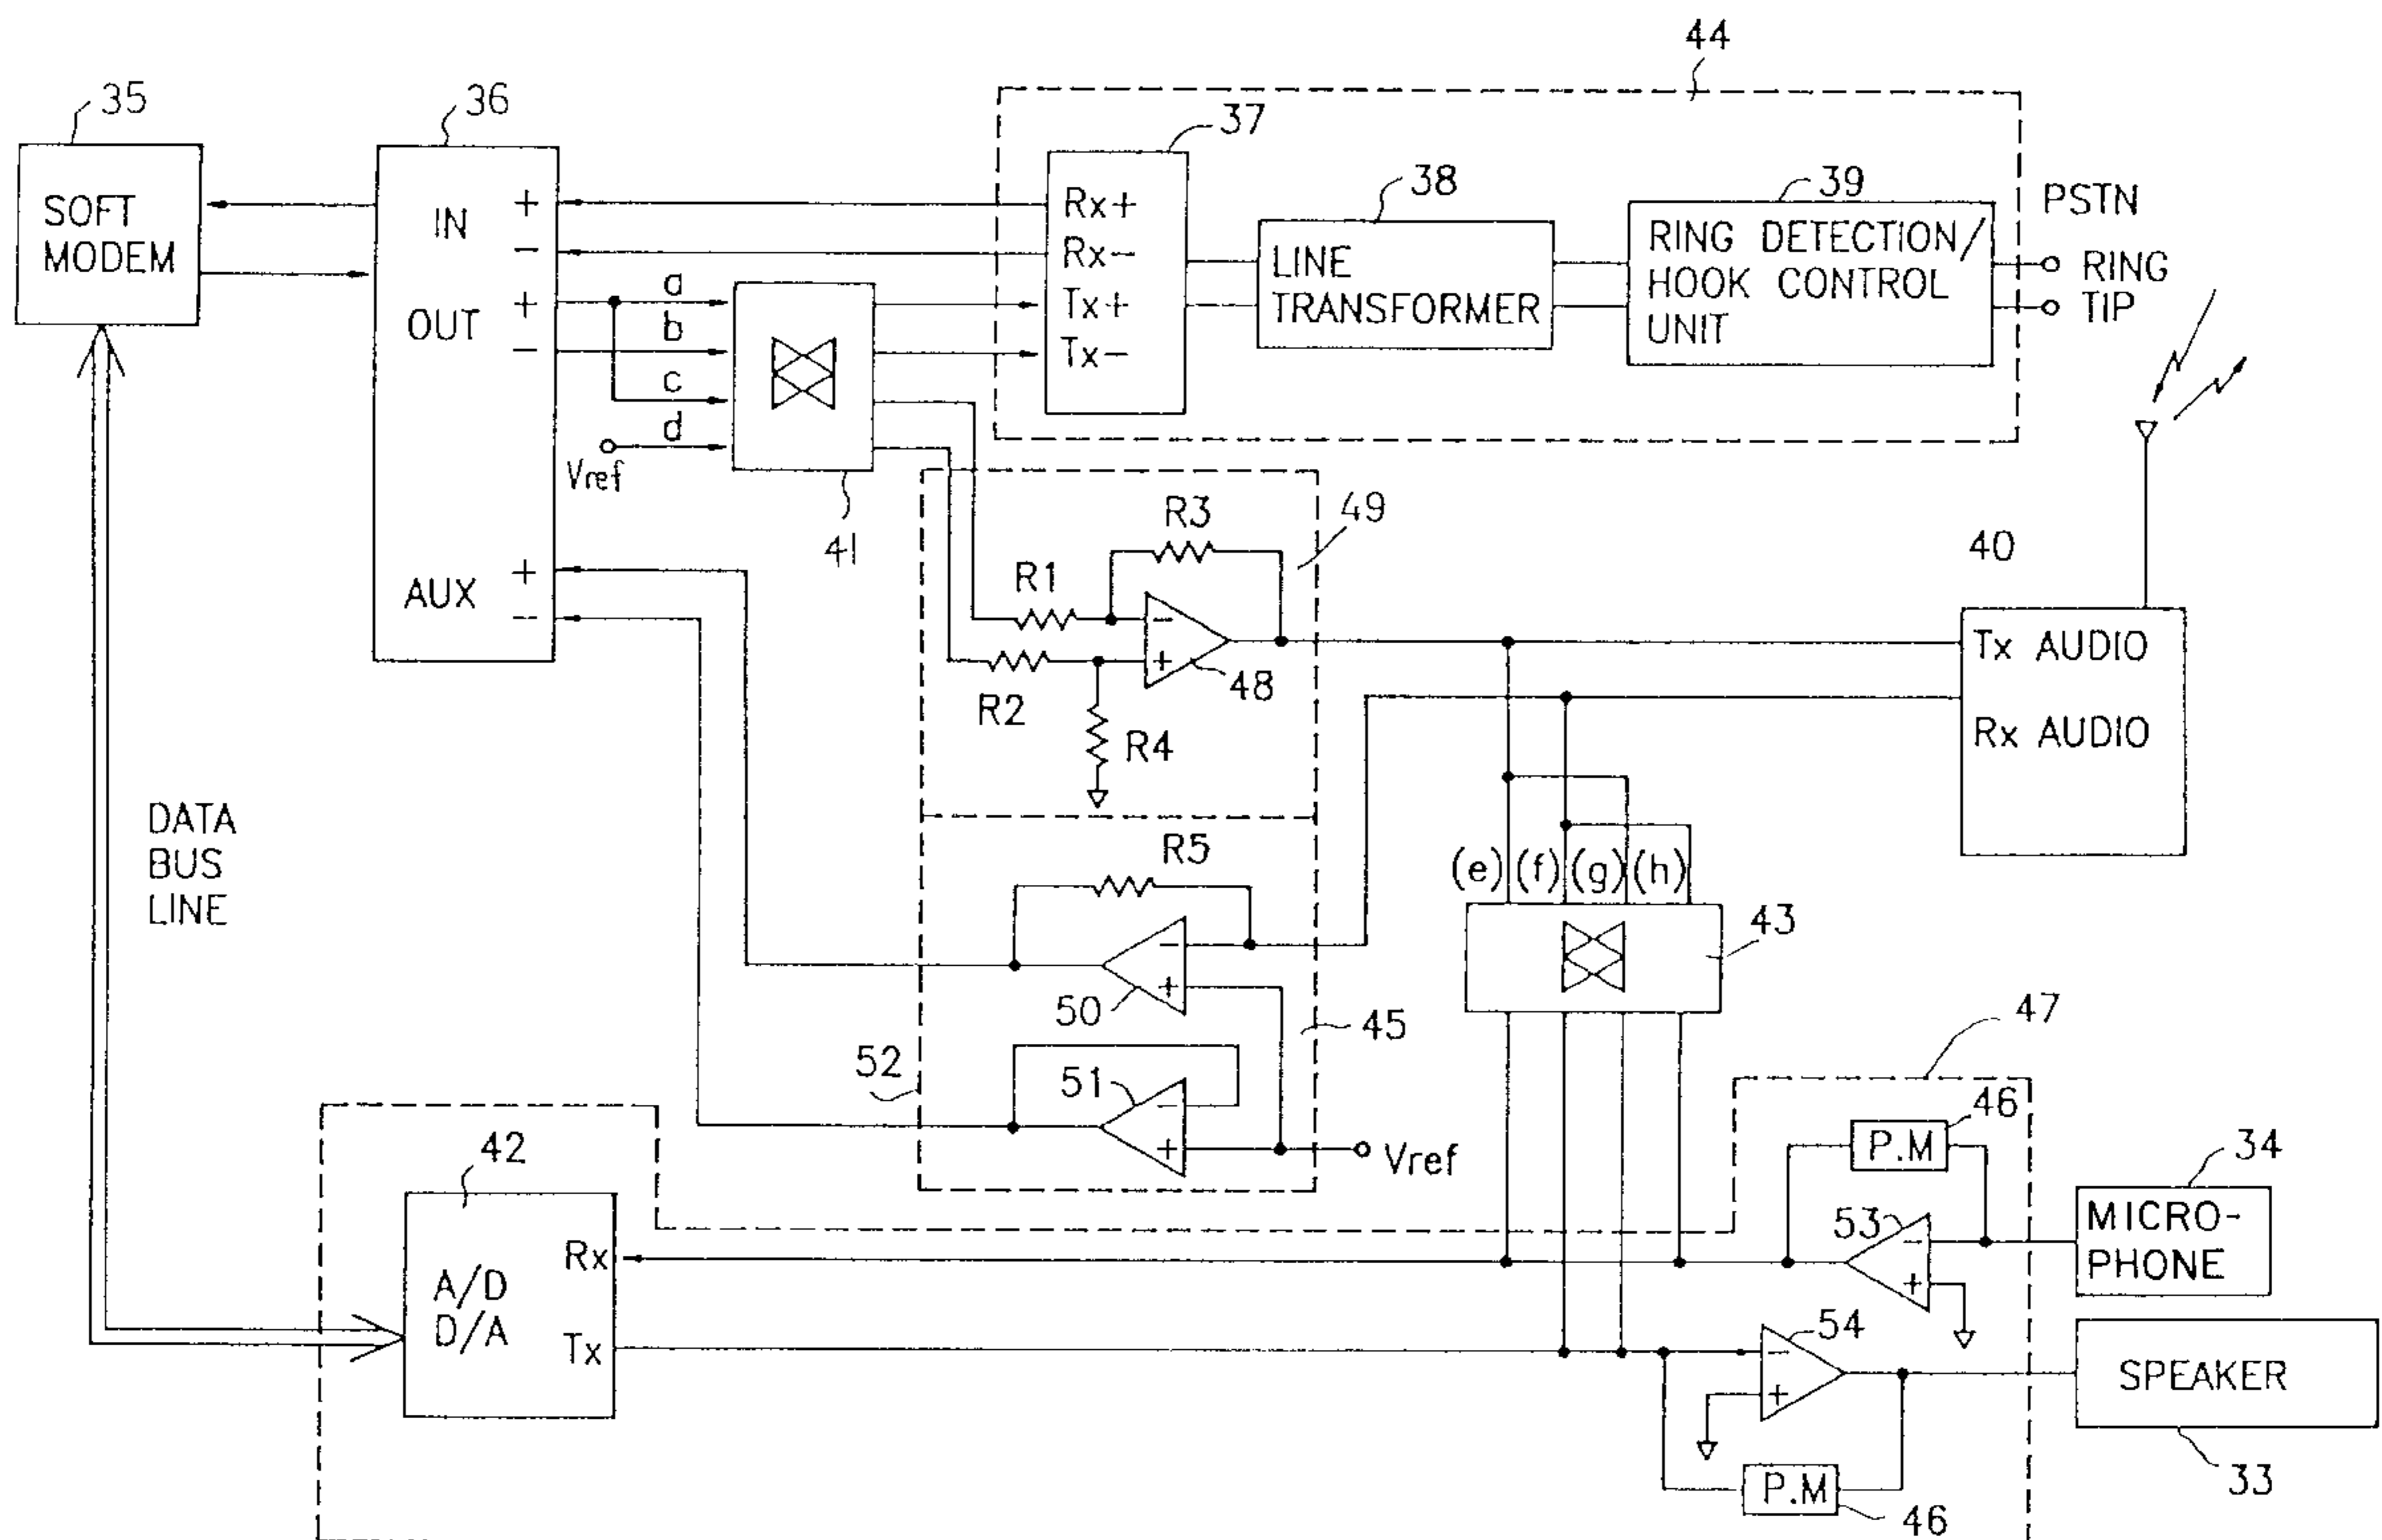 44
35
36
37
38
39
SOFT
MODEM
IN
+
-
OUT
+
-
AUX
+
-
a
b
c
d
Vref
41
Rx+
Rx-
Tx+
Tx-
LINE
TRANSFORMER
RING DETECTION/
HOOK CONTROL
UNIT
PSTN
RING
TIP
R3
49
R1
-
+
48
R2
R4
40
Tx AUDIO
Rx AUDIO
DATA
BUS
LINE
R5
-
+
50
45
52
51
-
+
Vref
(e) (f) (g) (h)
43
47
46
P.M
34
MICRO-
PHONE
53
-
+
42
A/D
D/A
Rx
Tx
54
-
+
SPEAKER
33
P.M
46